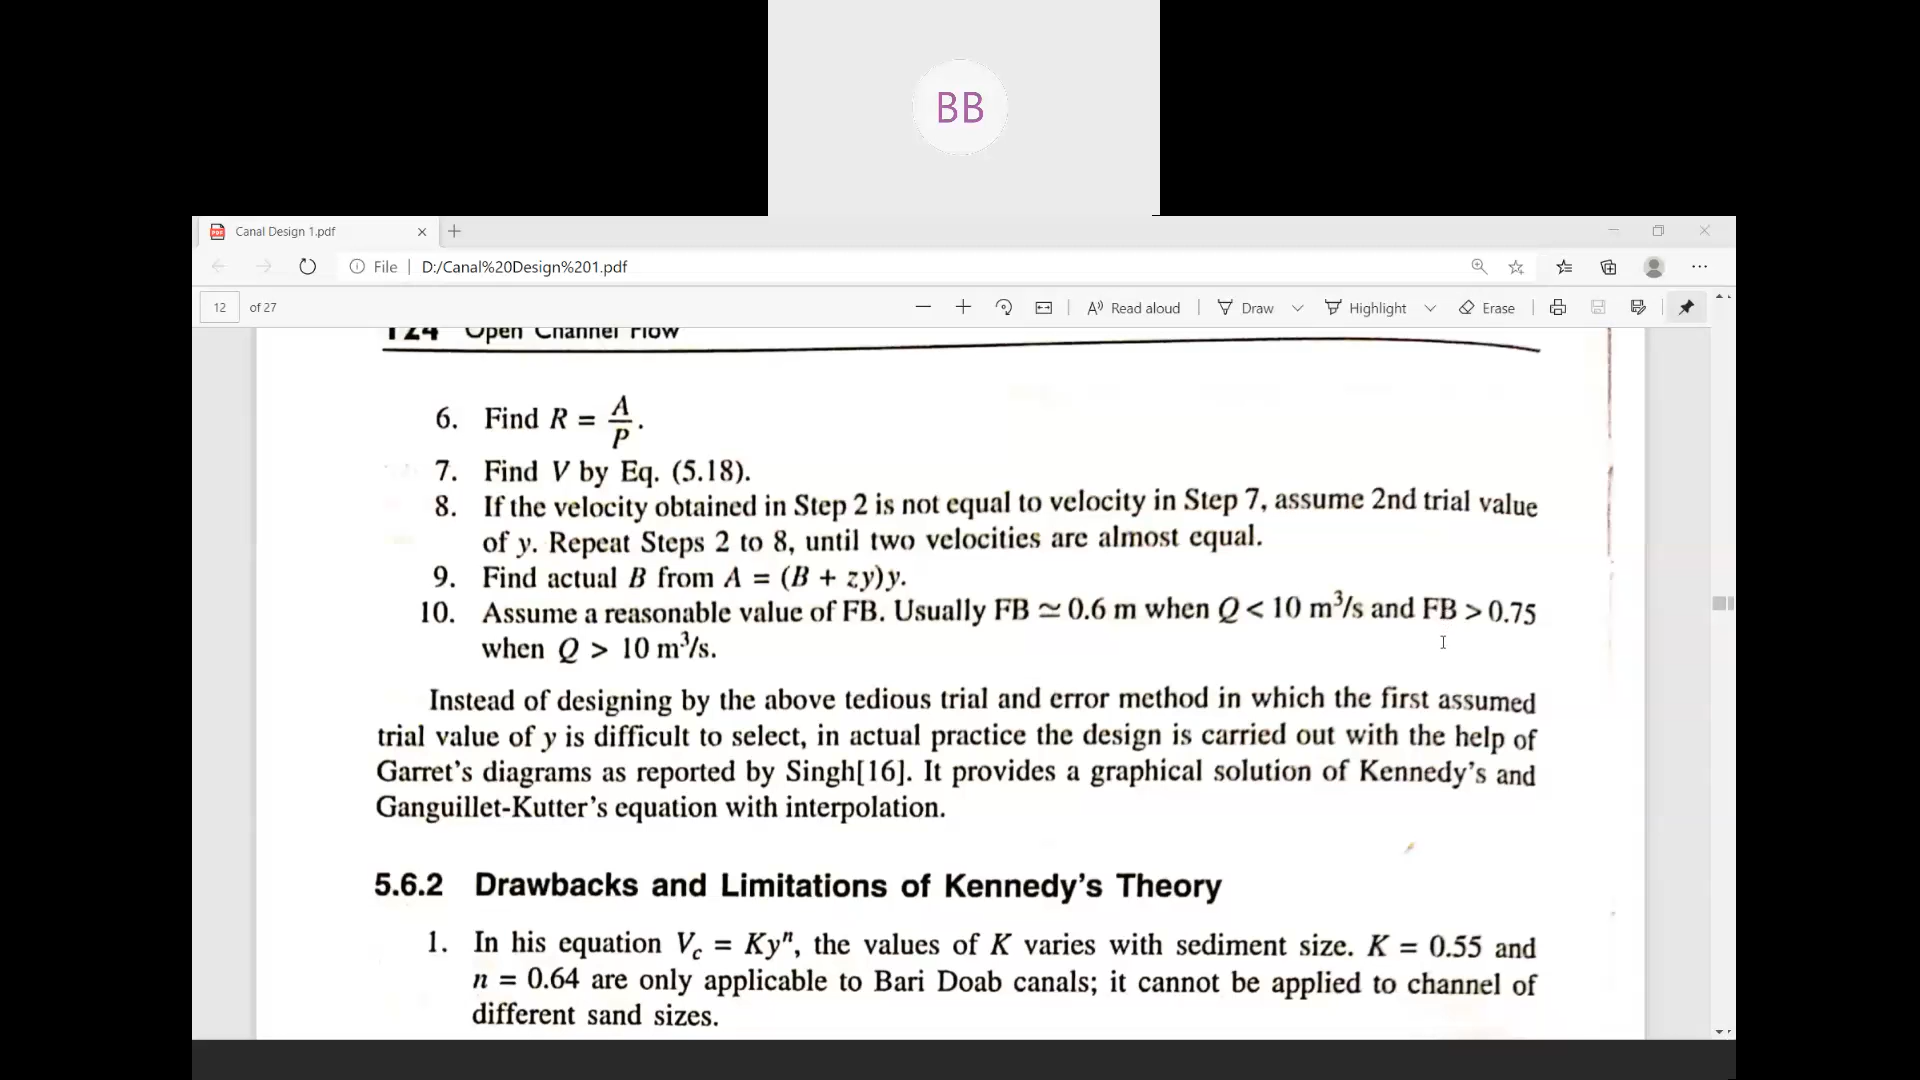 BB
Canal Design 1.pdf
File | D:/Canal%20Design%201.pdf
12 of 27
Read aloud
Draw
Highlight
Erase
124 Open Channel Flow
6. Find R = A/P.
7. Find V by Eq. (5.18).
8. If the velocity obtained in Step 2 is not equal to velocity in Step 7, assume 2nd trial value
of y. Repeat Steps 2 to 8, until two velocities are almost equal.
9. Find actual B from A = (B + zy)y.
10. Assume a reasonable value of FB. Usually FB ≃ 0.6 m when Q < 10 m³/s and FB > 0.75
when Q > 10 m³/s.
Instead of designing by the above tedious trial and error method in which the first assumed
trial value of y is difficult to select, in actual practice the design is carried out with the help of
Garret's diagrams as reported by Singh[16]. It provides a graphical solution of Kennedy's and
Ganguillet-Kutter's equation with interpolation.
5.6.2 Drawbacks and Limitations of Kennedy's Theory
1. In his equation Vc = Kyⁿ, the values of K varies with sediment size. K = 0.55 and
n = 0.64 are only applicable to Bari Doab canals; it cannot be applied to channel of
different sand sizes.